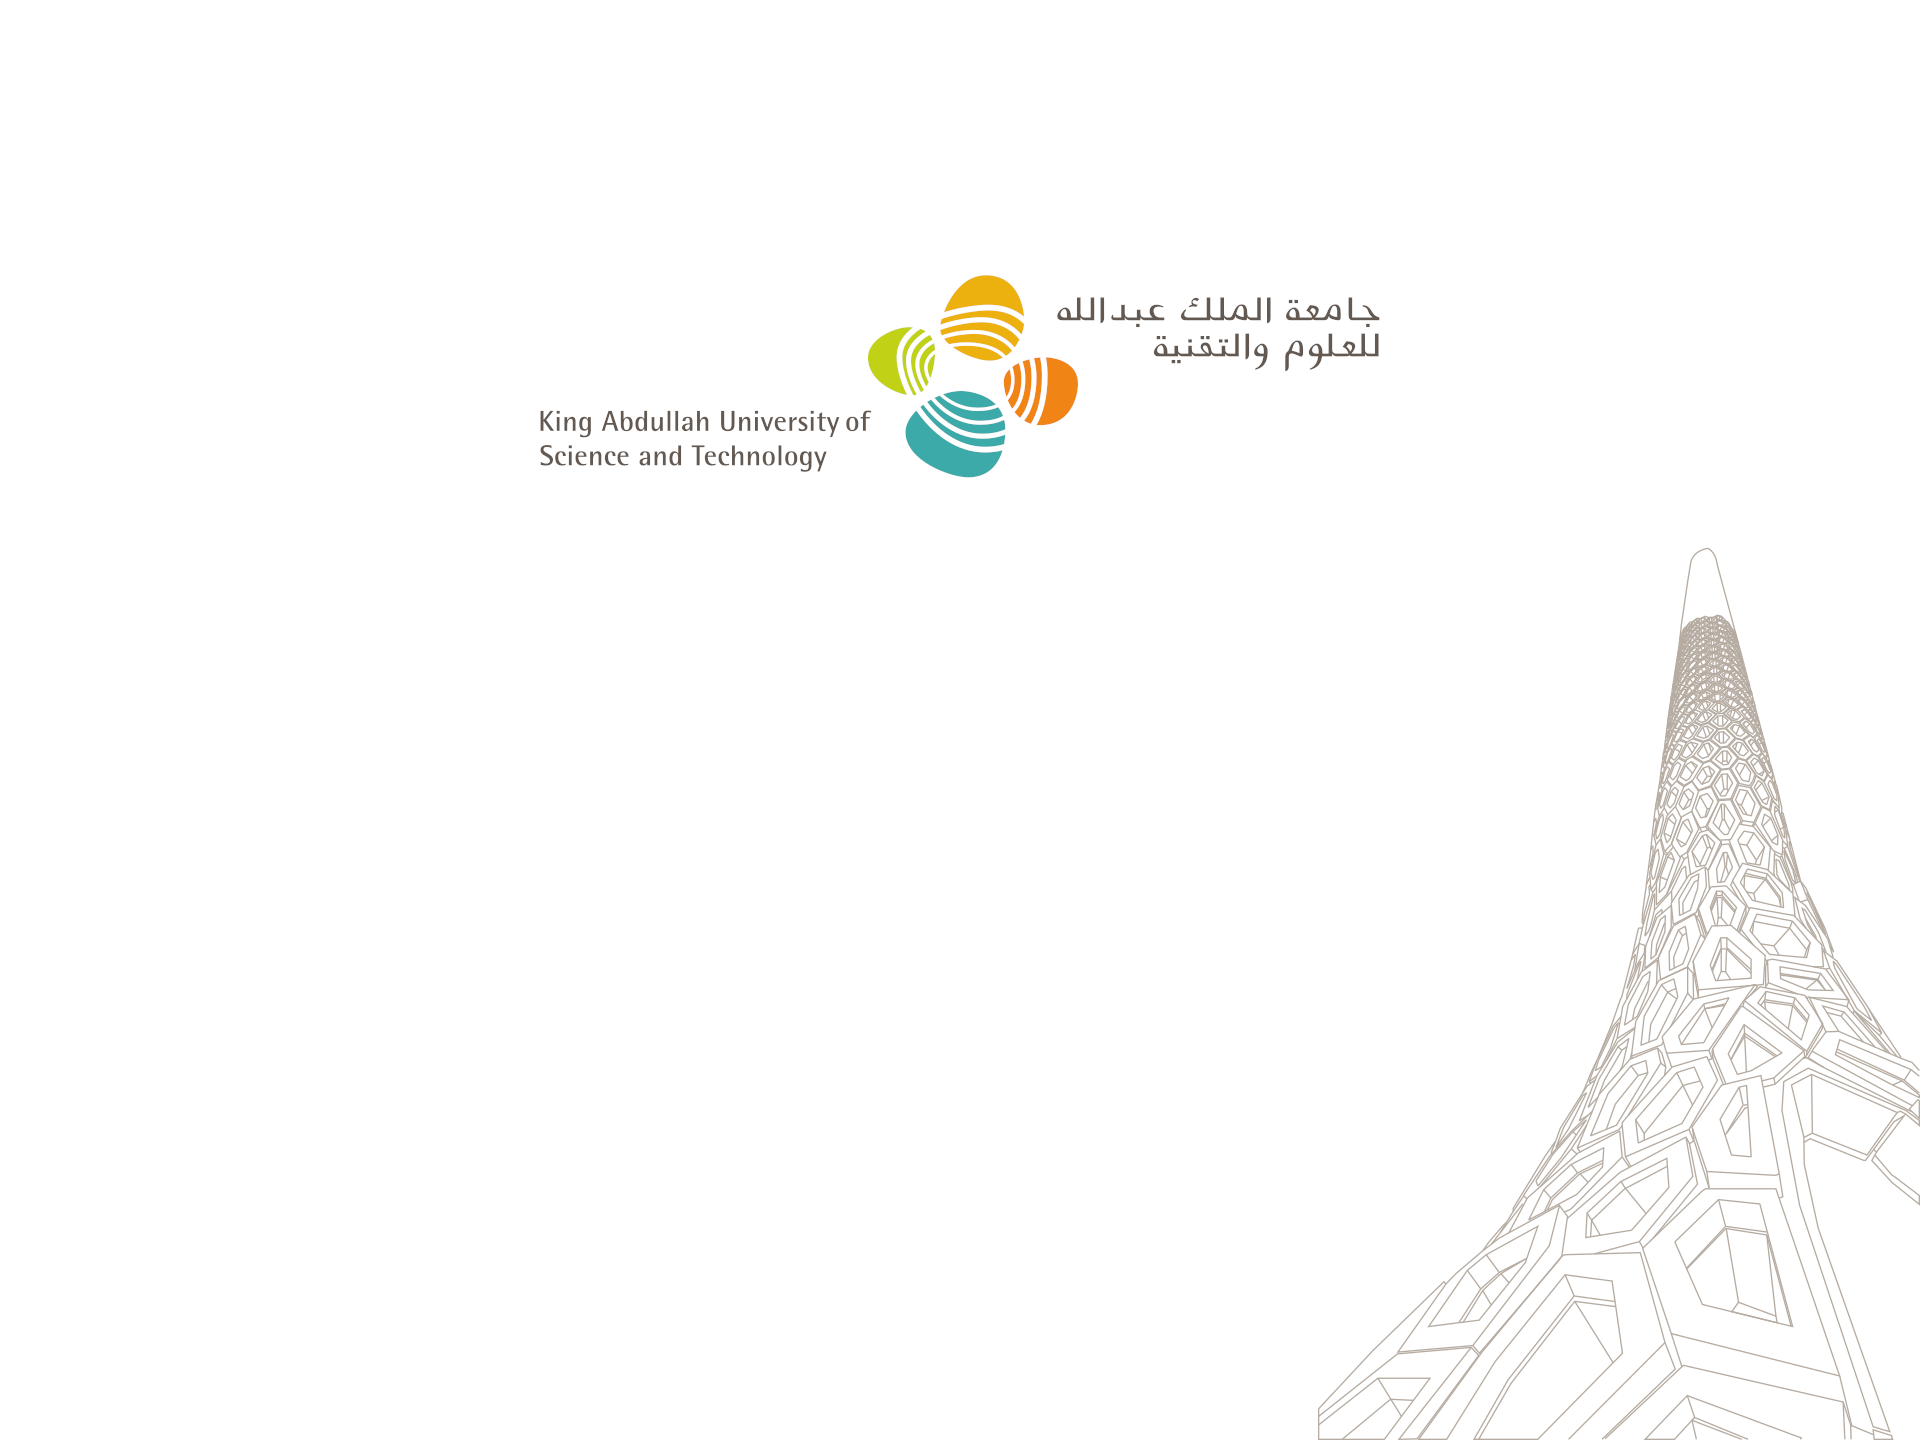 جامعة الملك عبدالله
للعلوم والتقنية
King Abdullah University of
Science and Technology